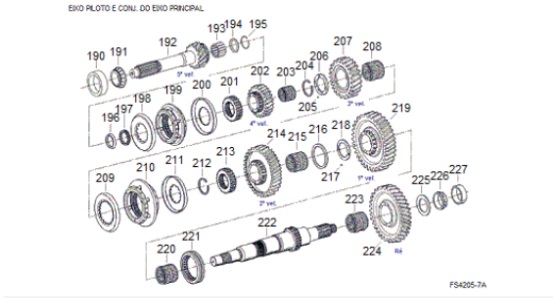 EIXO PILOTO E CONJ. DO EIXO PRINCIPAL
190 191 192 193 194 195
5ª vel.
196 197 198 199 200 201 202 203 204 205 206 207 208
4ª vel.
3ª vel.
209 210 211 212 213 214 215 216 217 218 219
2ª vel.
1ª vel.
220 221 222 223 224 225 226 227
Ré
FS4205-7A